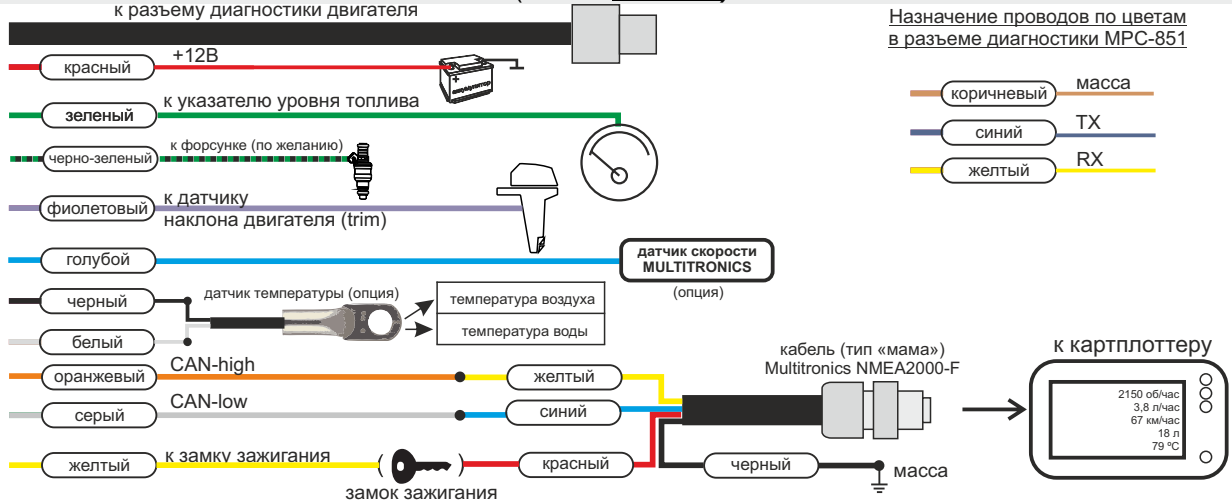 к разъему диагностики двигателя
красный
+12В
аккумулятор
зеленый
к указателю уровня топлива
черно-зеленый
к форсунке (по желанию)
фиолетовый
к датчику
наклона двигателя (trim)
голубой
датчик скорости
MULTITRONICS
(опция)
черный
белый
датчик температуры (опция)
температура воздуха
температура воды
оранжевый
CAN-high
желтый
серый
CAN-low
синий
желтый
к замку зажигания
замок зажигания
красный
черный
масса
кабель (тип «мама»)
Multitronics NMEA2000-F
к картплоттеру
2150 об/час
3,8 л/час
67 км/час
18 л
79 ºC
Назначение проводов по цветам
в разъеме диагностики МРС-851
коричневый
масса
синий
TX
желтый
RX